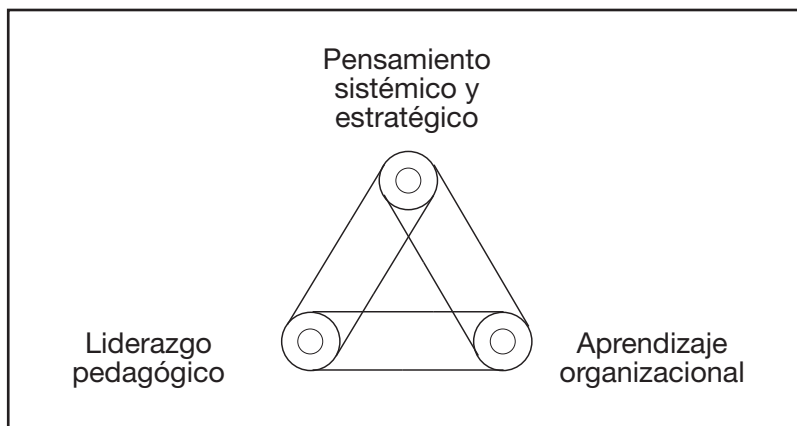 Pensamiento
sistémico y
estratégico
Liderazgo
pedagógico
Aprendizaje
organizacional